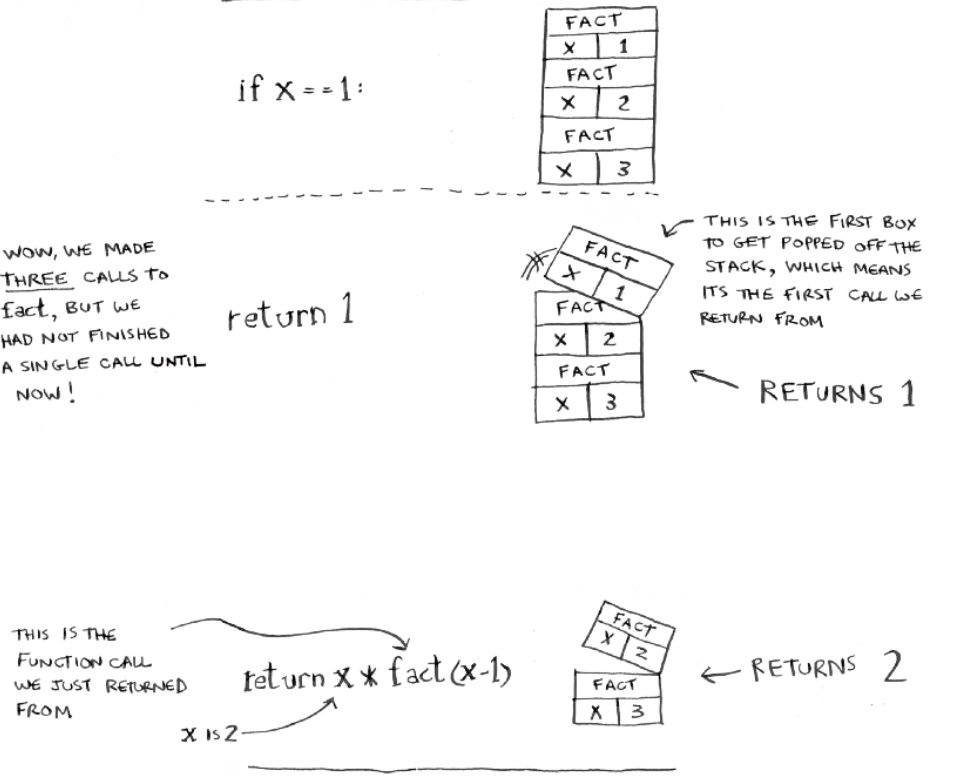 if x == 1:
FACT
X 1
FACT
X 2
FACT
X 3
WOW, WE MADE
THREE CALLS TO
fact, BUT WE
HAD NOT FINISHED
A SINGLE CALL UNTIL
NOW!
return 1
FACT
X 1
FACT
X 2
FACT
X 3
THIS IS THE FIRST BOX
TO GET POPPED OFF THE
STACK, WHICH MEANS
ITS THE FIRST CALL WE
RETURN FROM
RETURNS 1
THIS IS THE
FUNCTION CALL
WE JUST RETURNED
FROM
return x * fact(x-1)
X IS 2
FACT
X 2
FACT
X 3
RETURNS 2